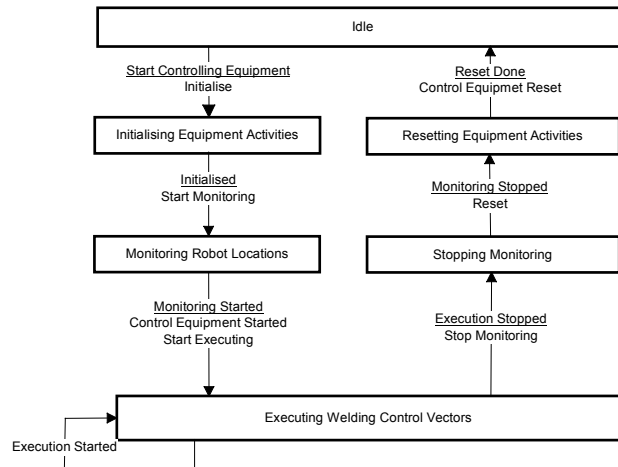 Idle
Start Controlling Equipment
Initialise
Reset Done
Control Equipmet Reset
Initialising Equipment Activities
Resetting Equipment Activities
Initialised
Start Monitoring
Monitoring Stopped
Reset
Monitoring Robot Locations
Stopping Monitoring
Monitoring Started
Control Equipment Started
Start Executing
Execution Stopped
Stop Monitoring
Executing Welding Control Vectors
Execution Started